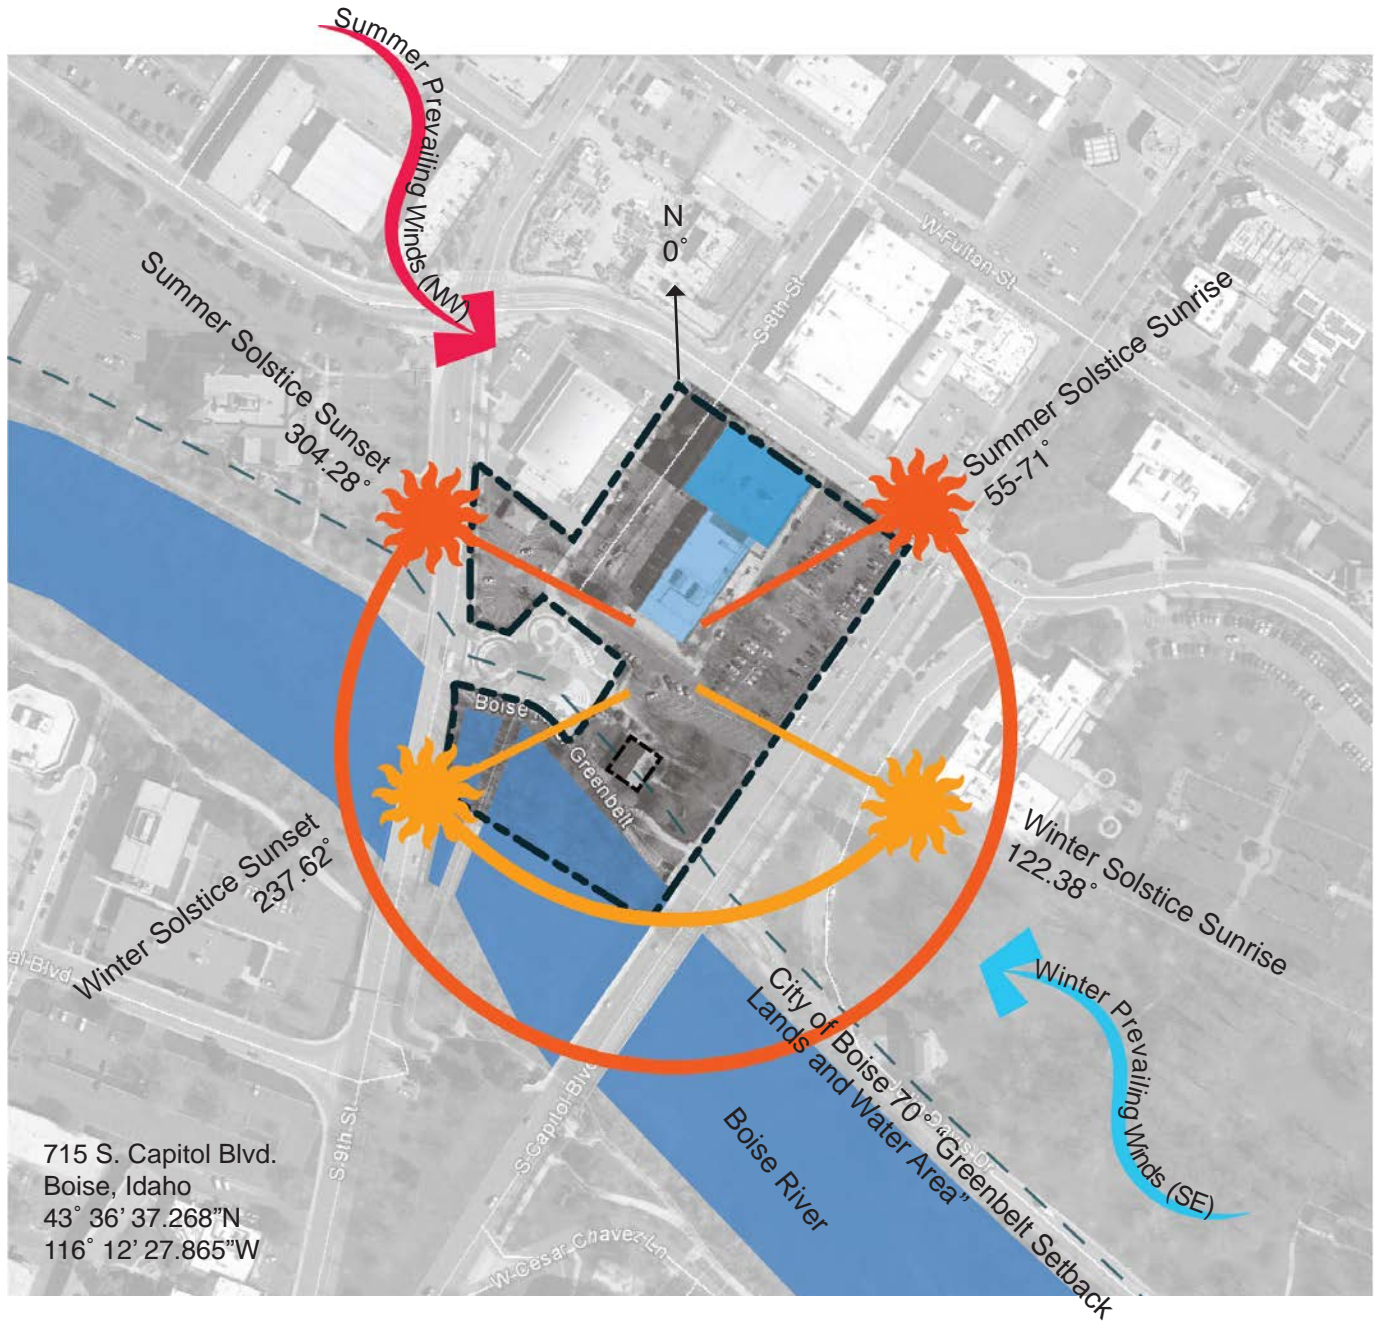 Summer Prevailing Winds (NW)
N
0°
W Fulton St
S 8th St
Summer Solstice Sunset
304.28°
Summer Solstice Sunrise
55-71°
Boise
Greenbelt
Winter Solstice Sunset
237.62°
Winter Solstice Sunrise
122.38°
al Blvd
Winter Prevailing Winds (SE)
City of Boise 70° “Greenbelt Setback
Lands and Water Area”
Julia Davis Dr.
Boise River
S 9th St
S Capitol Blvd
W Cesar Chavez Ln
715 S. Capitol Blvd.
Boise, Idaho
43° 36’ 37.268”N
116° 12’ 27.865”W